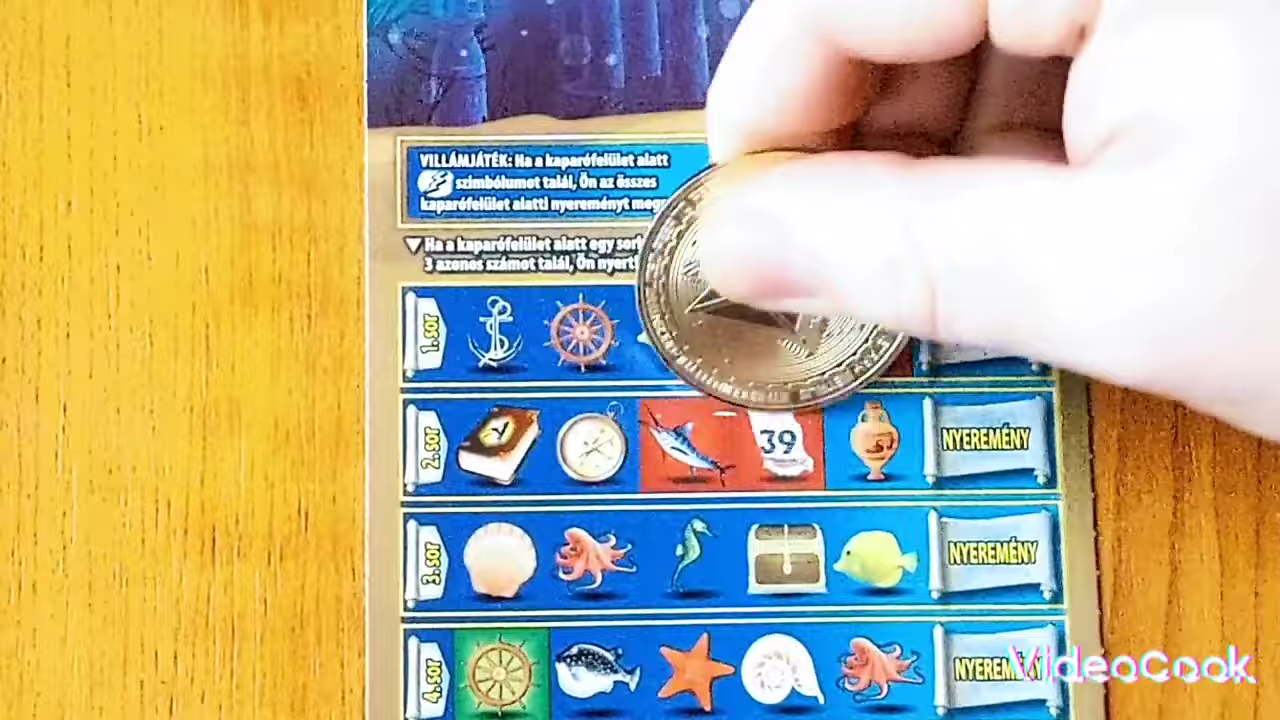 VILLÁMJÁTÉK: Ha a kaparófelület alatt
szimbólumot talál, Ön az összes
kaparófelület alatti nyereményt
▼ Ha a kaparófelület alatt egy
3 azonos számot talál, Ön nyert!
1.sor
2.sor
39
NYEREMÉNY
3.sor
NYEREMÉNY
4.sor
VideoCook